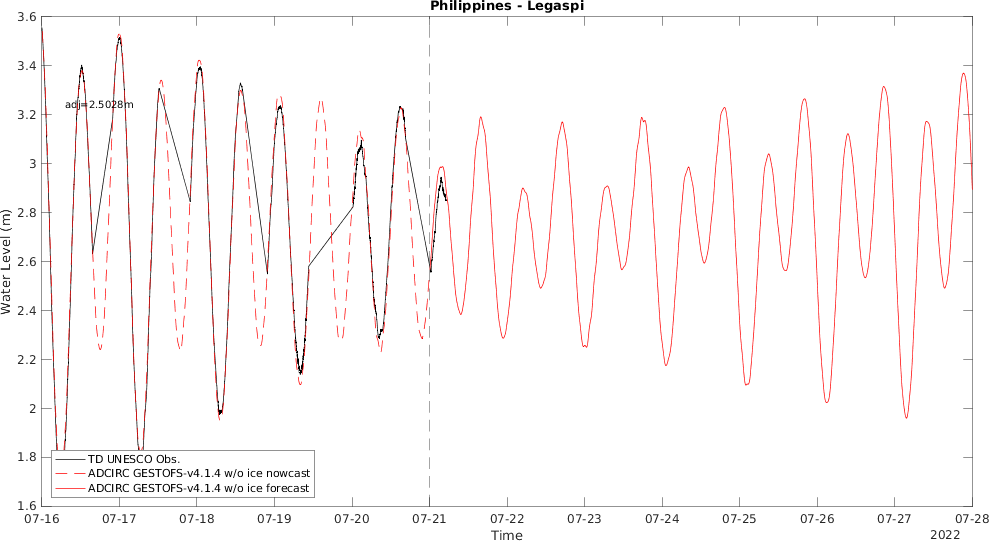 Philippines - Legaspi
3.6
3.4
adj=2.5028m
3.2
3
2.8
2.6
2.4
2.2
2
1.8
1.6
Water Level (m)
TD UNESCO Obs.
ADCIRC GESTOFS-v4.1.4 w/o ice nowcast
ADCIRC GESTOFS-v4.1.4 w/o ice forecast
07-16 07-17 07-18 07-19 07-20 07-21 07-22 07-23 07-24 07-25 07-26 07-27 07-28
Time
2022